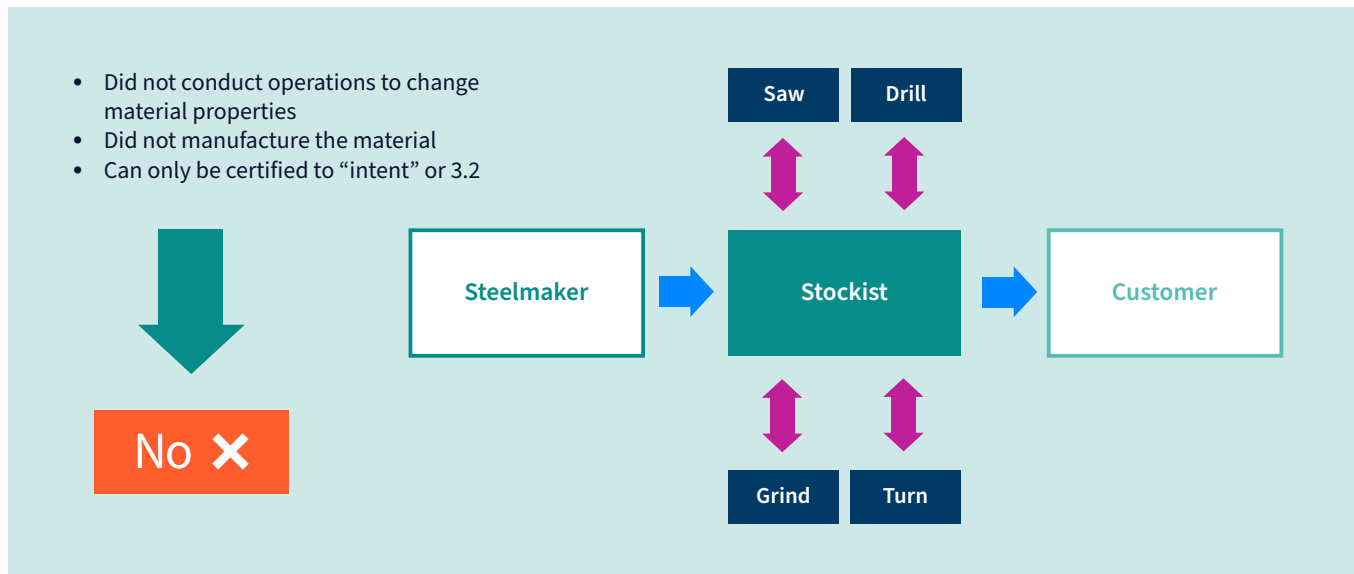 • Did not conduct operations to change
material properties
• Did not manufacture the material
• Can only be certified to “intent” or 3.2
No ✕
Saw
Drill
Steelmaker
Stockist
Customer
Grind
Turn